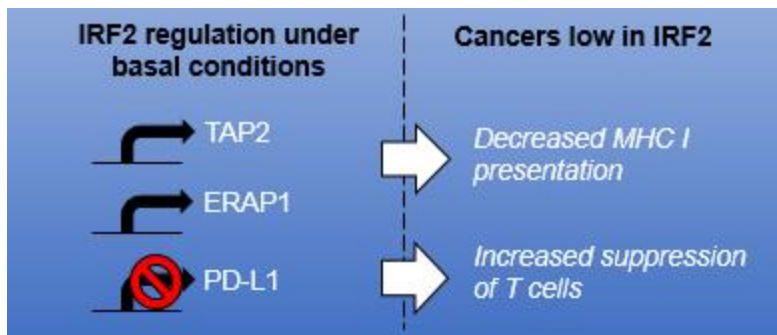 IRF2 regulation under
basal conditions
TAP2
ERAP1
PD-L1
Cancers low in IRF2
Decreased MHC I
presentation
Increased suppression
of T cells